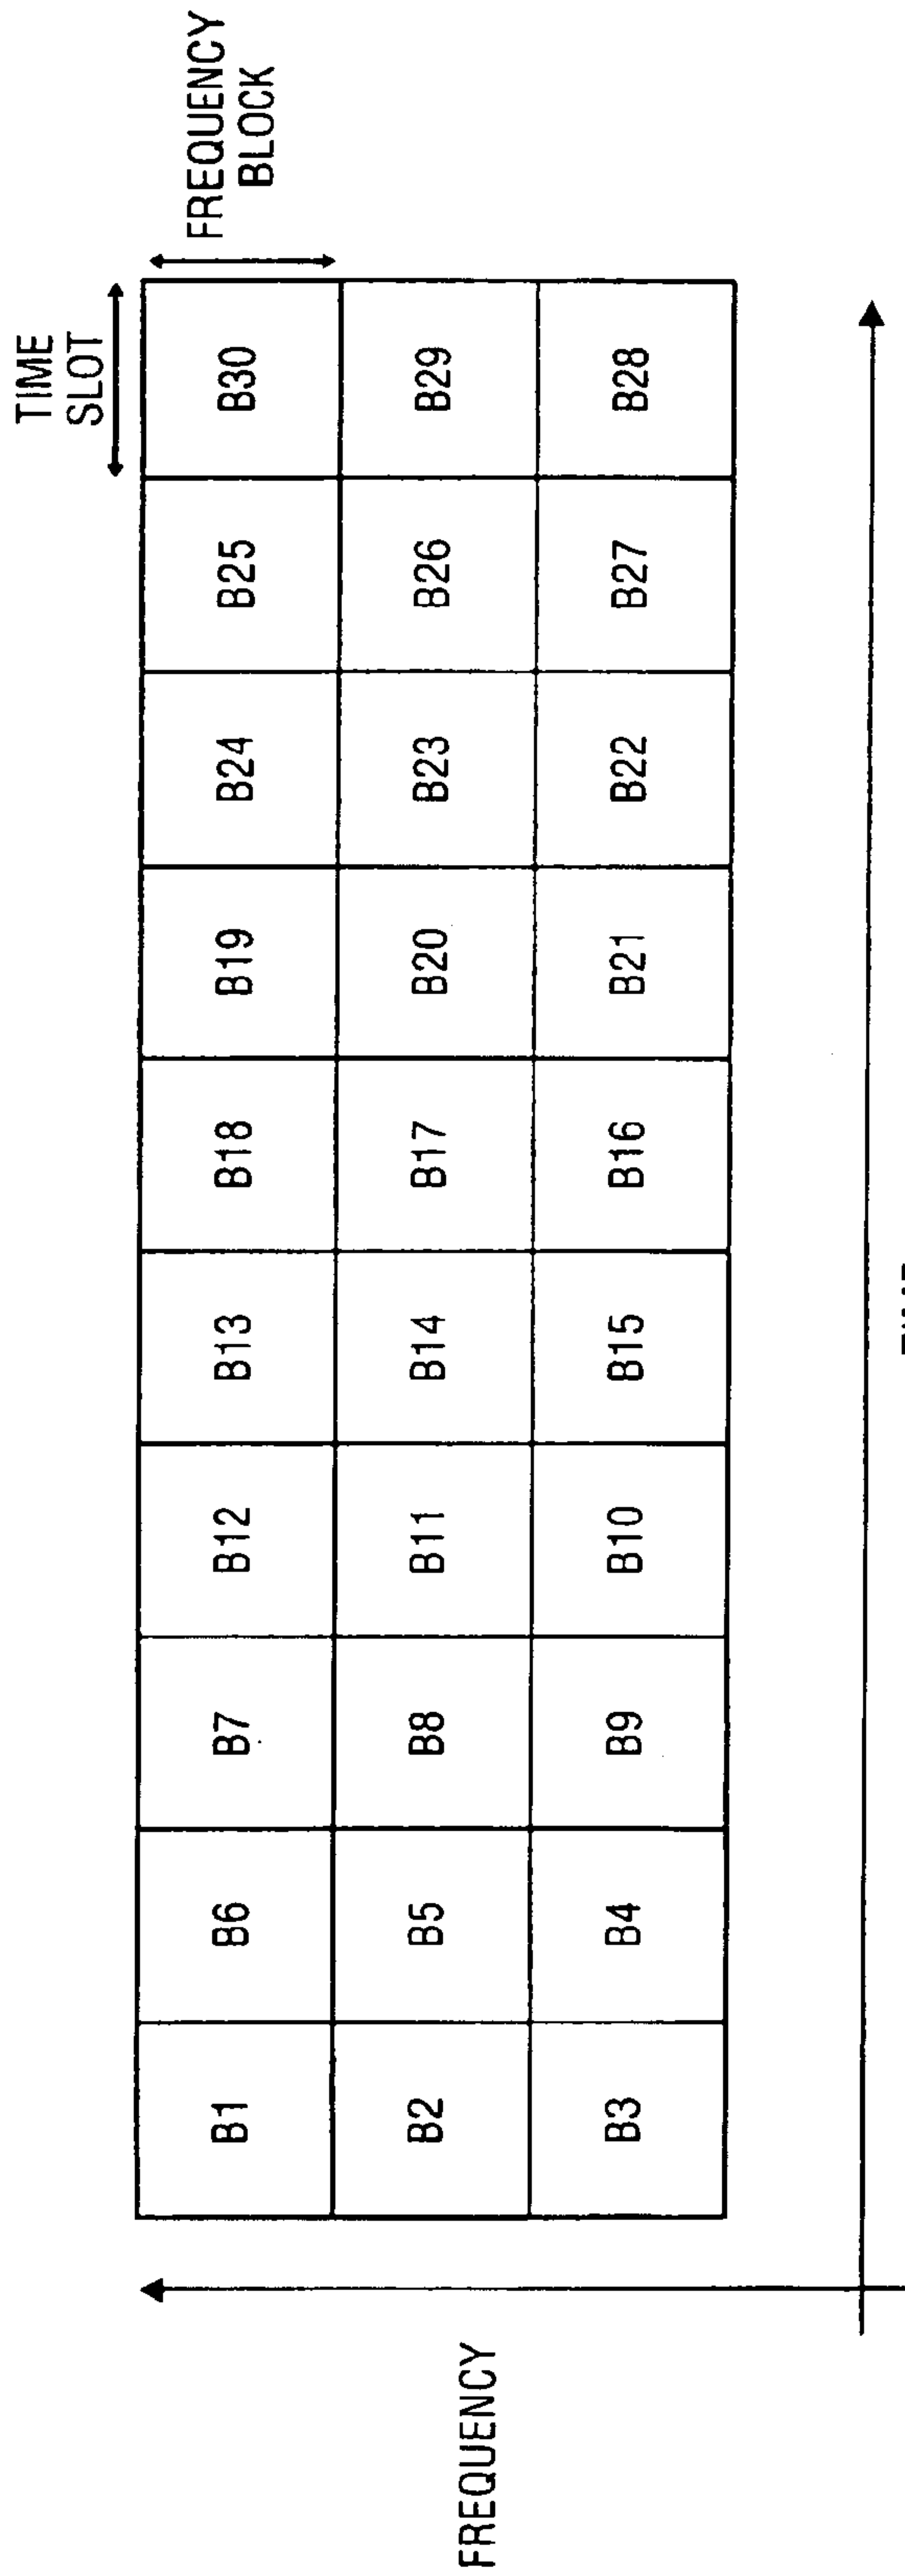 TIME
SLOT
FREQUENCY
BLOCK
B1 B6 B7 B12 B13 B18 B19 B24 B25 B30
B2 B5 B8 B11 B14 B17 B20 B23 B26 B29
B3 B4 B9 B10 B15 B16 B21 B22 B27 B28
FREQUENCY